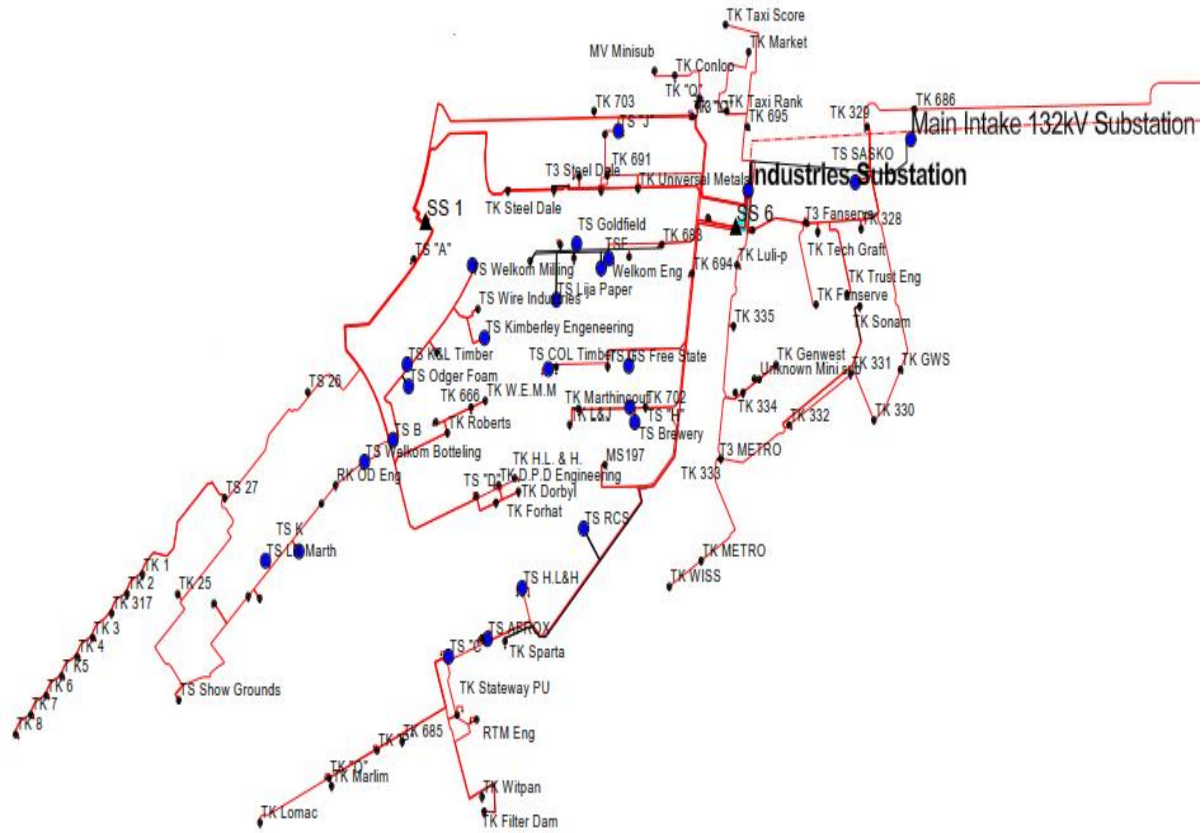 TK Taxi Score
TK Market
MV Minisub
TK Conloo
TK "Q"
TK Taxi Rank
TK 703
TK 695
TK 329
TK 686
Main Intake 132kV Substation
TS "J"
TS SASKO
TK 691
T3 Steel Dale
TK Universal Metals
Industries Substation
TK Steel Dale
SS 1
SS 6
T3 Fanserve
TK 328
TS Goldfield
TK 683
TK Tech Graft
TS "A"
TSE
TK Luli-p
TK 694
TS Welkom Milling
Welkom Eng
TK Trust Eng
TS Lija Paper
TS Wire Industries
TK Fanserve
TK Sonam
TS Kimberley Engeneering
TK 335
TS K&L Timber
TS COL Timber
TS GS Free State
TK Genwest
Unknown Mini sub
TK 331
TK GWS
TS Odger Foam
TS 26
TK W.E.M.M
TK 666
TK Marthincourt
TK 702
TK 334
TK L&J
TS "H"
TK 330
TK 332
TK Roberts
TS Brewery
TS B
TS Welkom Botteling
T3 METRO
TK H.L. & H.
MS197
TK 333
RK OD Eng
TS "D"
TK D.P.D Engineering
TS 27
TK Dorbyl
TK Forhat
TS RCS
TS K
TS L&J Marth
TK METRO
TK 1
TK WISS
TK 2
TK 25
TS H.L&H
TK 317
TK 3
TS APROX
TK 4
TS "C"
TK Sparta
TK5
TK 6
TS Show Grounds
TK Stateway PU
TK 7
TK 8
RTM Eng
TK 685
TK "O"
TK Marlim
TK Witpan
TK Lomac
TK Filter Dam